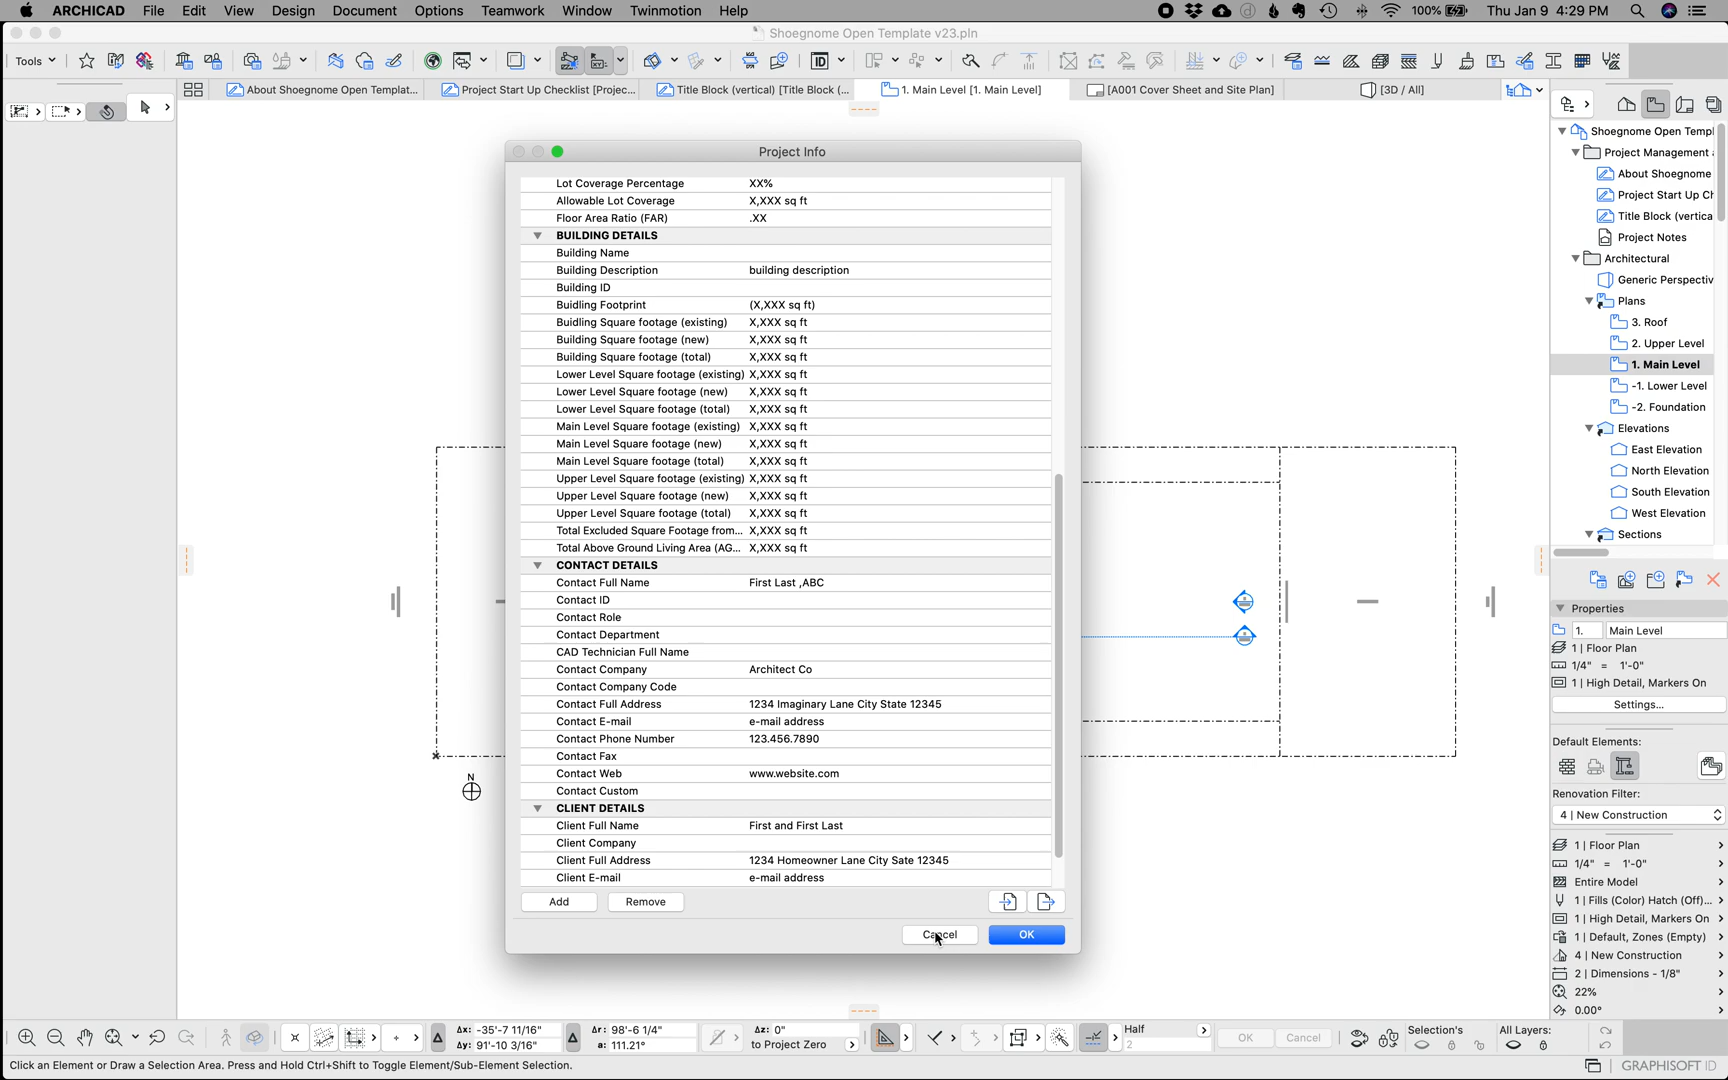 ARCHICAD File Edit View Design Document Options Teamwork Window Twinmotion Help 100% Thu Jan 9 4:29 PM
Shoegnome Open Template v23.pln
Tools
About Shoegnome Open Templat... Project Start Up Checklist [Projec... Title Block (vertical) [Title Block (... 1. Main Level [1. Main Level] [A001 Cover Sheet and Site Plan] [3D / All]
Project Info
Lot Coverage Percentage XX%
Allowable Lot Coverage X,XXX sq ft
Floor Area Ratio (FAR) .XX
BUILDING DETAILS
Building Name
Building Description building description
Building ID
Buidling Footprint (X,XXX sq ft)
Buidling Square footage (existing) X,XXX sq ft
Building Square footage (new) X,XXX sq ft
Building Square footage (total) X,XXX sq ft
Lower Level Square footage (existing) X,XXX sq ft
Lower Level Square footage (new) X,XXX sq ft
Lower Level Square footage (total) X,XXX sq ft
Main Level Square footage (existing) X,XXX sq ft
Main Level Square footage (new) X,XXX sq ft
Main Level Square footage (total) X,XXX sq ft
Upper Level Square footage (existing) X,XXX sq ft
Upper Level Square footage (new) X,XXX sq ft
Upper Level Square footage (total) X,XXX sq ft
Total Excluded Square Footage from... X,XXX sq ft
Total Above Ground Living Area (AG... X,XXX sq ft
CONTACT DETAILS
Contact Full Name First Last ,ABC
Contact ID
Contact Role
Contact Department
CAD Technician Full Name
Contact Company Architect Co
Contact Company Code
Contact Full Address 1234 Imaginary Lane City State 12345
Contact E-mail e-mail address
Contact Phone Number 123.456.7890
Contact Fax
Contact Web www.website.com
Contact Custom
CLIENT DETAILS
Client Full Name First and First Last
Client Company
Client Full Address 1234 Homeowner Lane City Sate 12345
Client E-mail e-mail address
Add Remove
Cancel OK
N
Shoegnome Open Templ
Project Management
About Shoegnome
Project Start Up Ch
Title Block (vertica
Project Notes
Architectural
Generic Perspectiv
Plans
3. Roof
2. Upper Level
1. Main Level
-1. Lower Level
-2. Foundation
Elevations
East Elevation
North Elevation
South Elevation
West Elevation
Sections
Properties
1. Main Level
1 | Floor Plan
1/4" = 1'-0"
1 | High Detail, Markers On
Settings...
Default Elements:
Renovation Filter:
4 | New Construction
1 | Floor Plan
1/4" = 1'-0"
Entire Model
1 | Fills (Color) Hatch (Off)...
1 | High Detail, Markers On
1 | Default, Zones (Empty)
4 | New Construction
2 | Dimensions - 1/8"
22%
0.00°
Δx: -35'-7 11/16" Δr: 98'-6 1/4" Δz: 0" Half Selection's All Layers:
Δy: 91'-10 3/16" a: 111.21° to Project Zero 2 OK Cancel
Click an Element or Draw a Selection Area. Press and Hold Ctrl+Shift to Toggle Element/Sub-Element Selection. GRAPHISOFT ID